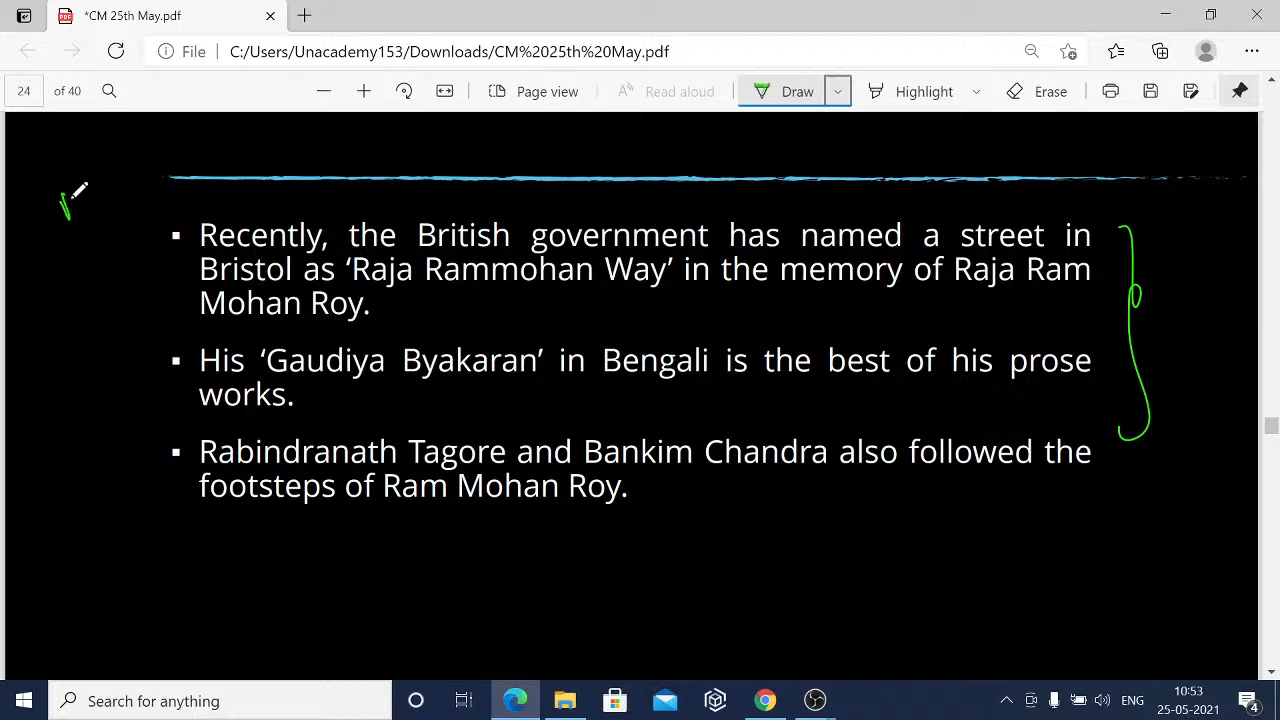 *CM 25th May.pdf
File C:/Users/Unacademy153/Downloads/CM%2025th%20May.pdf
24 of 40 Page view Read aloud Draw Highlight Erase
Recently, the British government has named a street in
Bristol as ‘Raja Rammohan Way’ in the memory of Raja Ram
Mohan Roy.
His ‘Gaudiya Byakaran’ in Bengali is the best of his prose
works.
Rabindranath Tagore and Bankim Chandra also followed the
footsteps of Ram Mohan Roy.
Search for anything ENG 10:53
25-05-2021 4